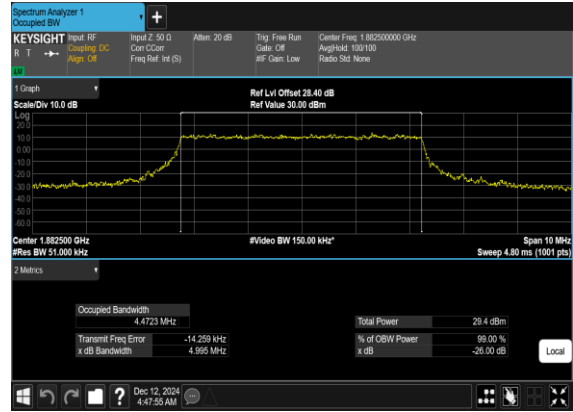 Spectrum Analyzer 1
Occupied BW
+
KEYSIGHT Input: RF Input Z: 50 Ω Atten: 20 dB Trig: Free Run Center Freq: 1.882500000 GHz
R T Coupling: DC Corr CCorr Gate: Off Avg|Hold: 100/100
Align: Off Freq Ref: Int (S) #IF Gain: Low Radio Std: None
1 Graph
Ref Lvl Offset 28.40 dB
Scale/Div 10.0 dB Ref Value 30.00 dBm
Log
20.0
10.0
0.00
-10.0
-20.0
-30.0
-40.0
-50.0
-60.0
Center 1.882500 GHz #Video BW 150.00 kHz* Span 10 MHz
#Res BW 51.000 kHz Sweep 4.80 ms (1001 pts)
2 Metrics
Occupied Bandwidth
4.4723 MHz Total Power 29.4 dBm
Transmit Freq Error -14.259 kHz % of OBW Power 99.00 %
x dB Bandwidth 4.995 MHz x dB -26.00 dB
Local
? Dec 12, 2024
4:47:55 AM